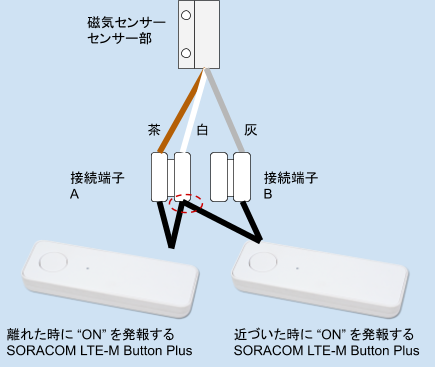 磁気センサー
センサー部
茶 白 灰
接続端子
A
接続端子
B
離れた時に “ON” を発報する
SORACOM LTE-M Button Plus
近づいた時に “ON” を発報する
SORACOM LTE-M Button Plus